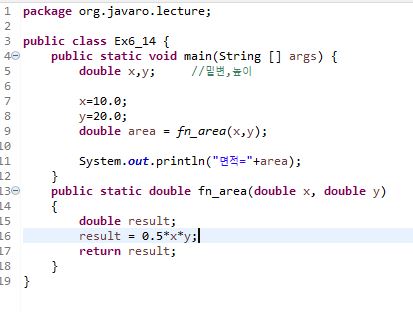 1 package org.javaro.lecture;
2
3 public class Ex6_14 {
4 public static void main(String [] args) {
5 double x,y; //밑변,높이
6
7 x=10.0;
8 y=20.0;
9 double area = fn_area(x,y);
10
11 System.out.println("면적="+area);
12 }
13 public static double fn_area(double x, double y)
14 {
15 double result;
16 result = 0.5*x*y;
17 return result;
18 }
19 }